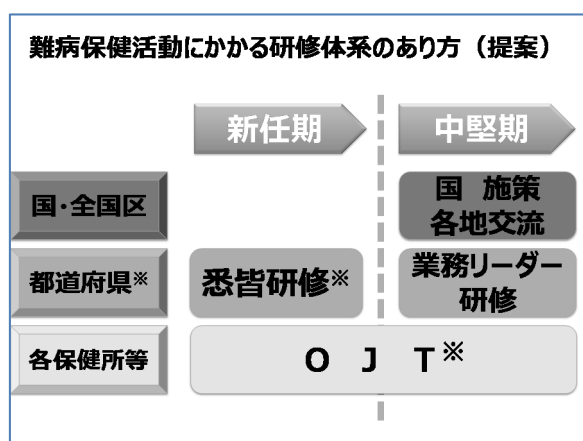 難病保健活動にかかる研修体系のあり方（提案）
新任期
中堅期
国・全国区
国 施策
各地交流
都道府県※
悉皆研修※
業務リーダー
研修
各保健所等
O J T※